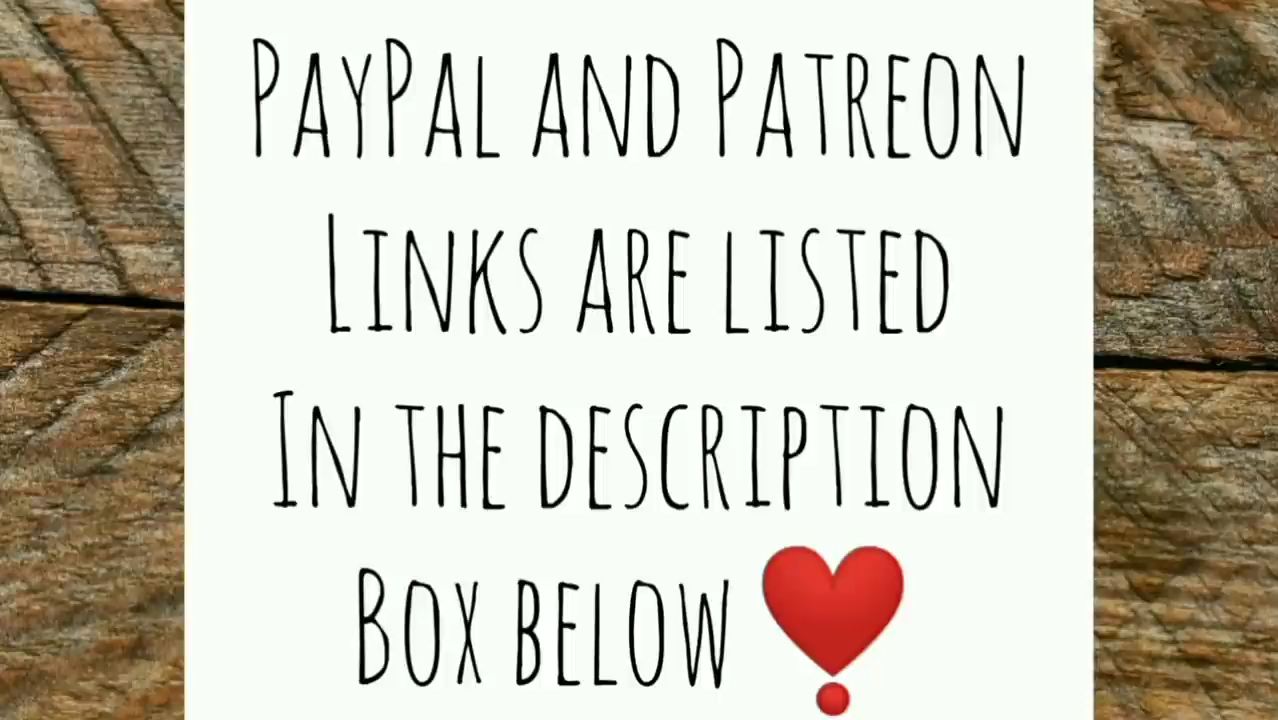 PayPal and Patreon
Links are listed
In the description
Box below ❣